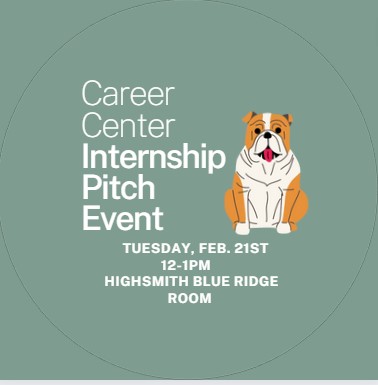 Career
Center
Internship
Pitch
Event
TUESDAY, FEB. 21ST
12-1PM
HIGHSMITH BLUE RIDGE
ROOM